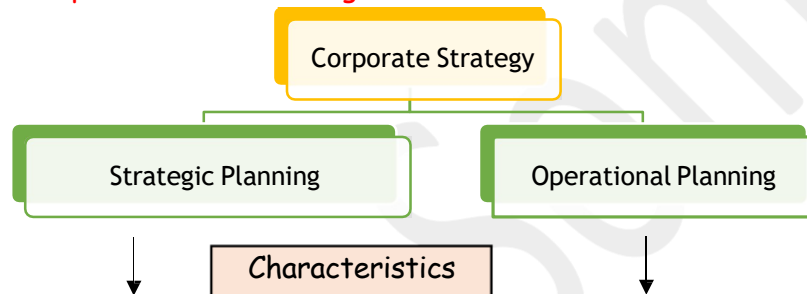 Corporate Strategy
Strategic Planning
Operational Planning
Characteristics